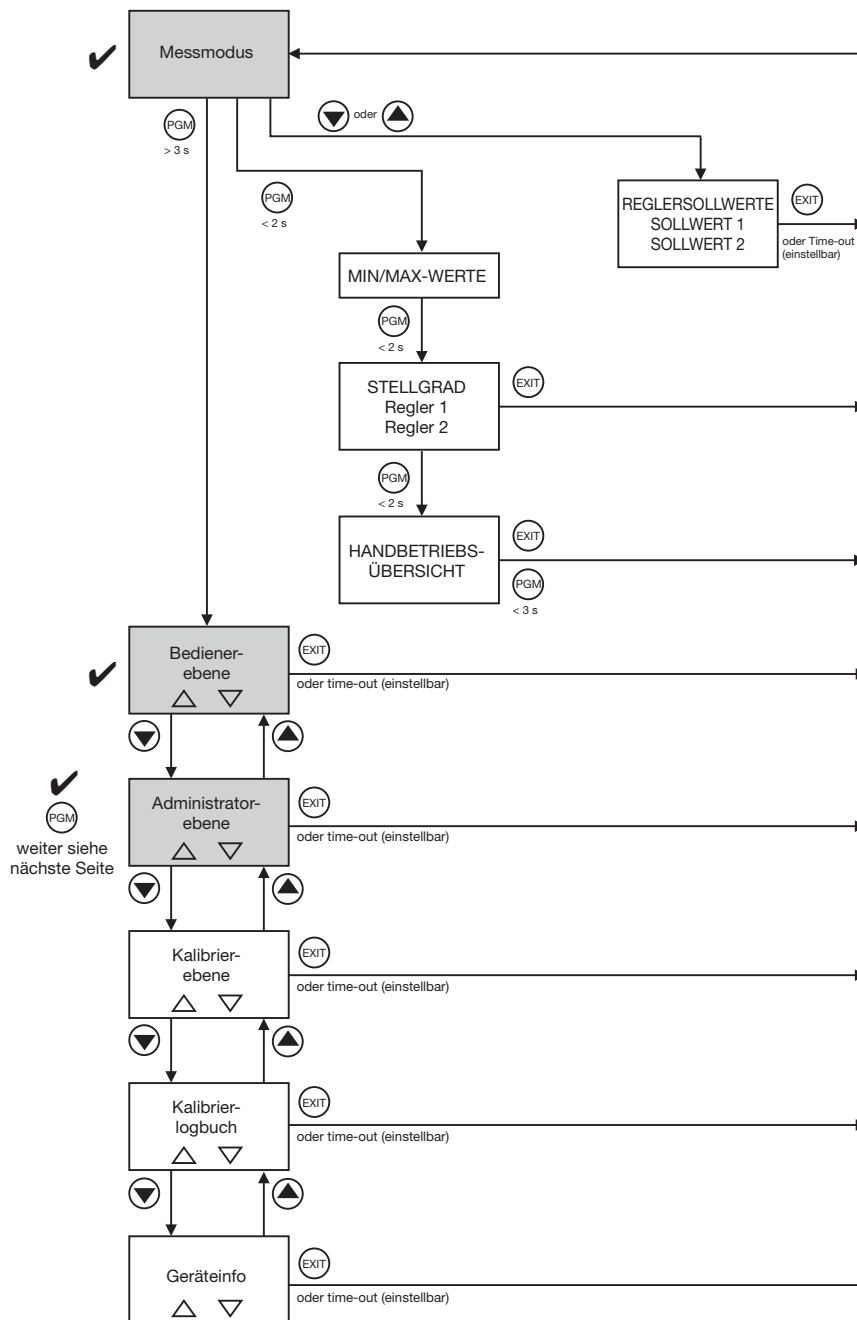 Messmodus
PGM
> 3 s
oder
PGM
< 2 s
REGLERSOLLWERTE
SOLLWERT 1
SOLLWERT 2
EXIT
oder Time-out
(einstellbar)
MIN/MAX-WERTE
PGM
< 2 s
STELLGRAD
Regler 1
Regler 2
EXIT
PGM
< 2 s
HANDBETRIEBS-
ÜBERSICHT
EXIT
PGM
< 3 s
Bediener-
ebene
EXIT
oder time-out (einstellbar)
PGM
weiter siehe
nächste Seite
Administrator-
ebene
EXIT
oder time-out (einstellbar)
Kalibrier-
ebene
EXIT
oder time-out (einstellbar)
Kalibrier-
logbuch
EXIT
oder time-out (einstellbar)
Geräteinfo
EXIT
oder time-out (einstellbar)